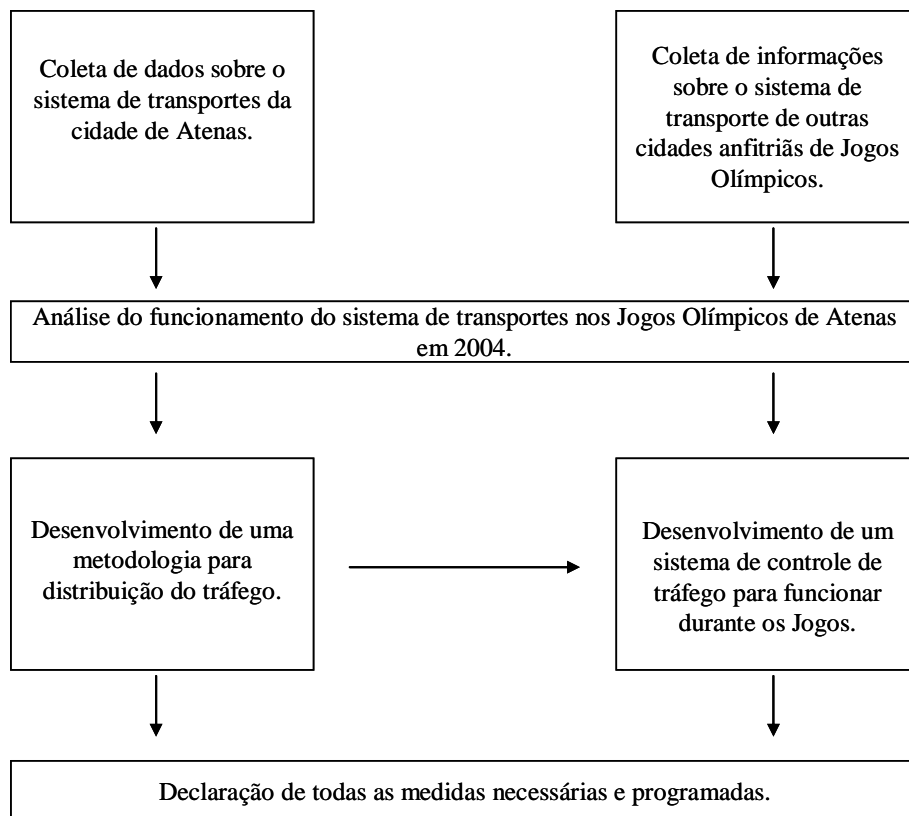 Coleta de dados sobre o
sistema de transportes da
cidade de Atenas.
Coleta de informações
sobre o sistema de
transporte de outras
cidades anfitriãs de Jogos
Olímpicos.
Análise do funcionamento do sistema de transportes nos Jogos Olímpicos de Atenas
em 2004.
Desenvolvimento de uma
metodologia para
distribuição do tráfego.
Desenvolvimento de um
sistema de controle de
tráfego para funcionar
durante os Jogos.
Declaração de todas as medidas necessárias e programadas.